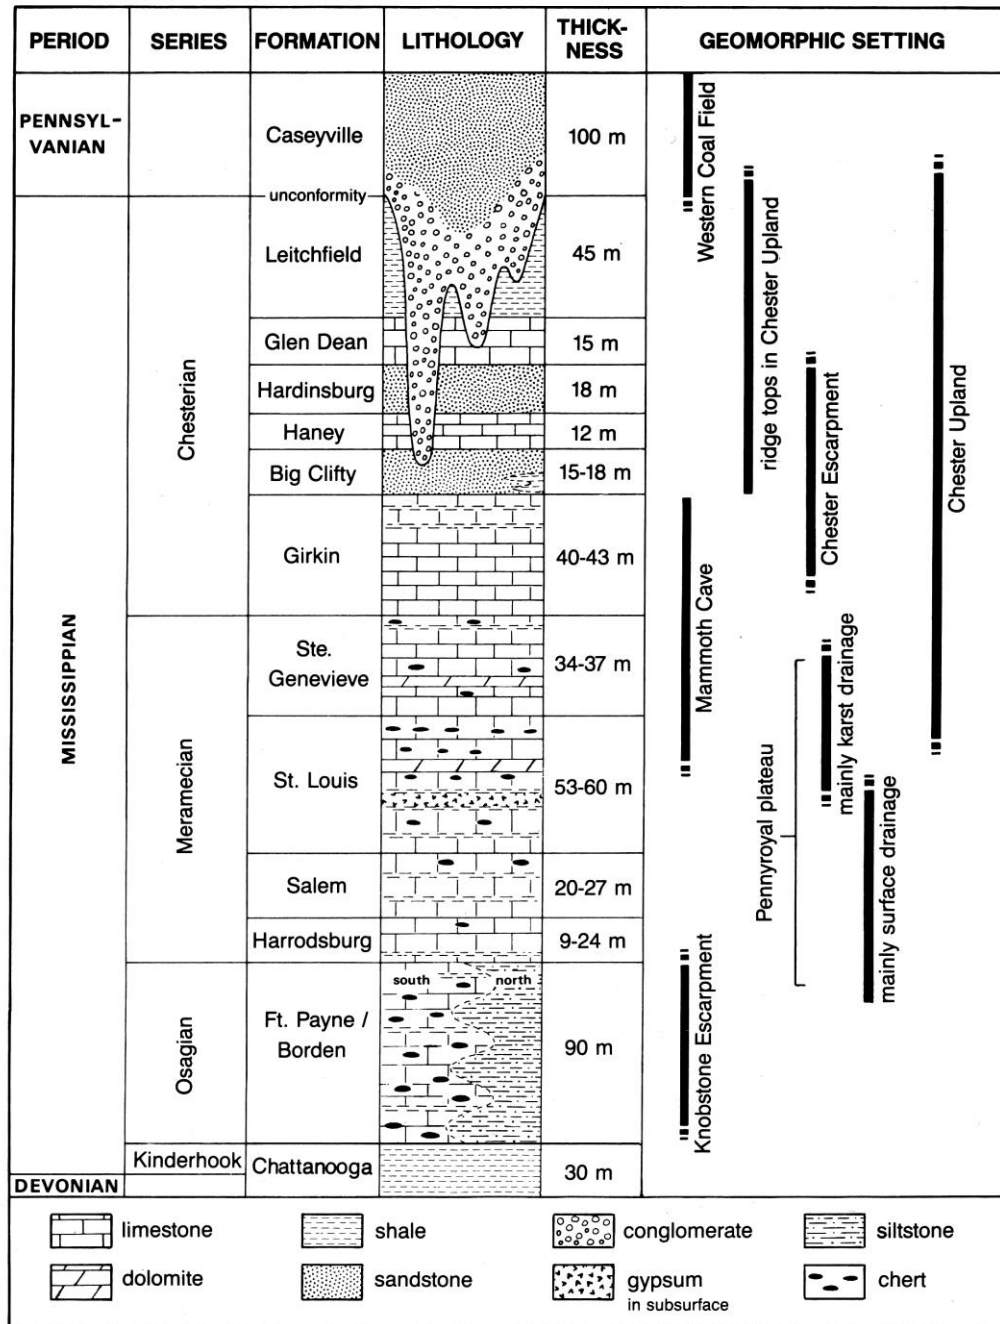 PERIOD
SERIES
FORMATION
LITHOLOGY
THICK-
NESS
GEOMORPHIC SETTING
PENNSYL-
VANIAN
Caseyville
100 m
unconformity
Leitchfield
45 m
Glen Dean
15 m
Hardinsburg
18 m
Haney
12 m
Big Clifty
15-18 m
Girkin
40-43 m
Chesterian
MISSISSIPPIAN
Ste.
Genevieve
34-37 m
St. Louis
53-60 m
Meramecian
Salem
20-27 m
Harrodsburg
9-24 m
south
north
Ft. Payne /
Borden
90 m
Osagian
Kinderhook
Chattanooga
30 m
DEVONIAN
Western Coal Field
ridge tops in Chester Upland
Chester Escarpment
Chester Upland
Mammoth Cave
Pennyroyal plateau
mainly karst drainage
mainly surface drainage
Knobstone Escarpment
limestone
shale
conglomerate
siltstone
dolomite
sandstone
gypsum
in subsurface
chert